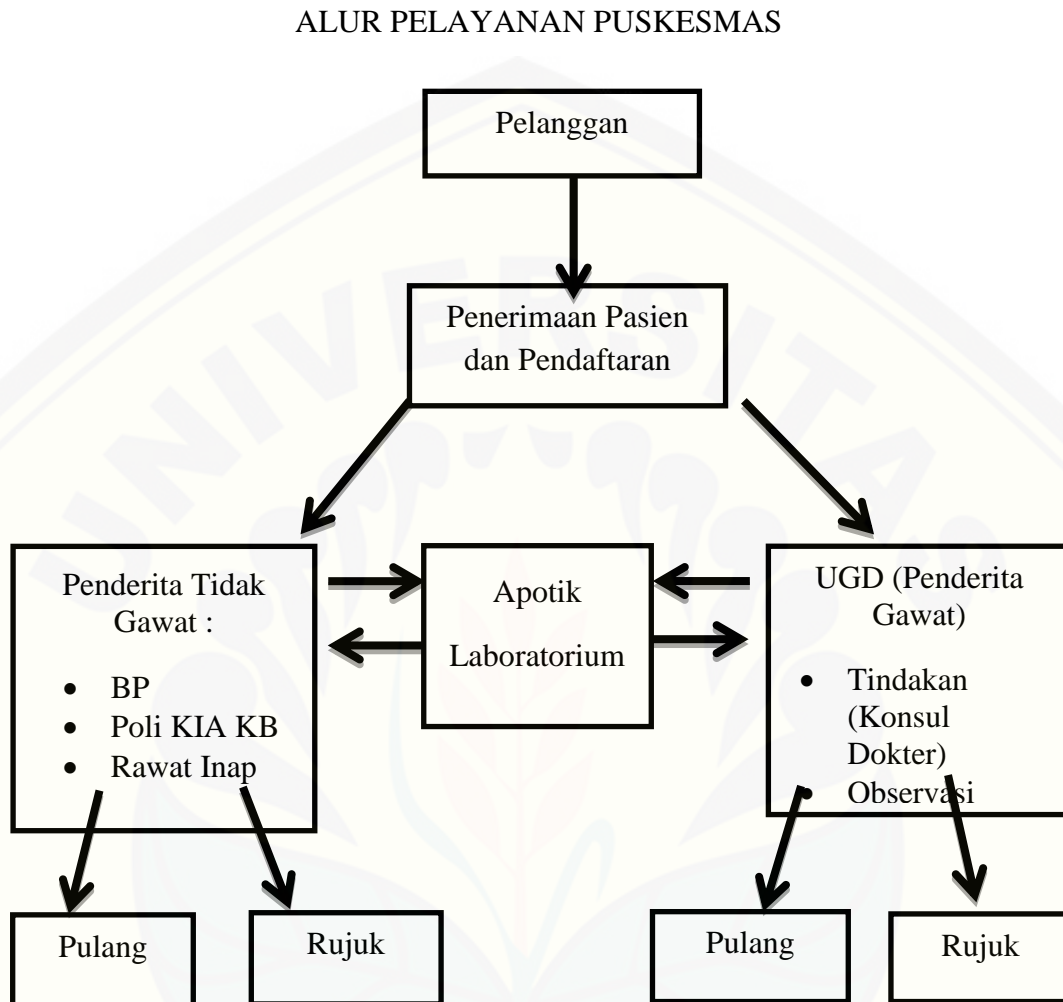 ALUR PELAYANAN PUSKESMAS
Pelanggan
Penerimaan Pasien
dan Pendaftaran
Penderita Tidak
Gawat :
• BP
• Poli KIA KB
• Rawat Inap
Apotik
Laboratorium
UGD (Penderita
Gawat)
• Tindakan
(Konsul
Dokter)
• Observasi
Pulang
Rujuk
Pulang
Rujuk
UNIVERSITAS